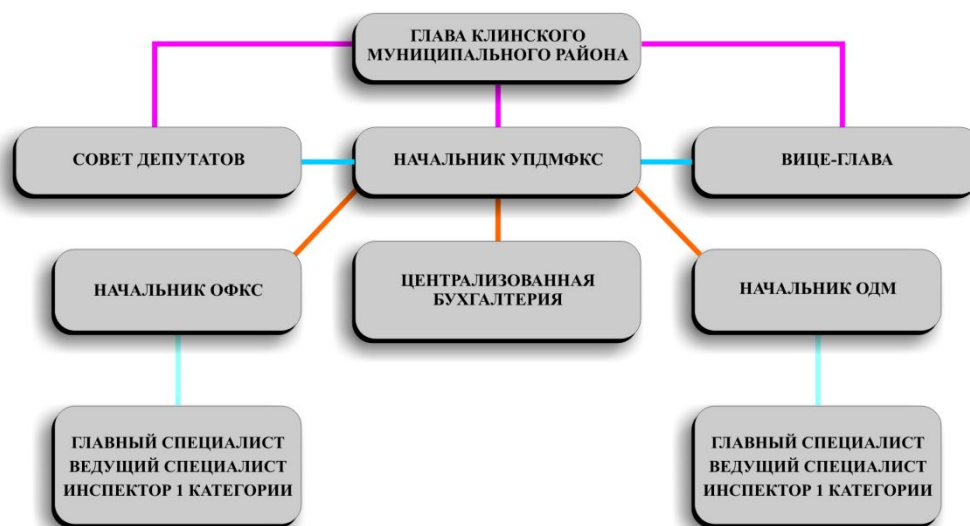 ГЛАВА КЛИНСКОГО
МУНИЦИПАЛЬНОГО РАЙОНА
СОВЕТ ДЕПУТАТОВ
НАЧАЛЬНИК УПДМФКС
ВИЦЕ-ГЛАВА
НАЧАЛЬНИК ОФКС
ЦЕНТРАЛИЗОВАННАЯ
БУХГАЛТЕРИЯ
НАЧАЛЬНИК ОДМ
ГЛАВНЫЙ СПЕЦИАЛИСТ
ВЕДУЩИЙ СПЕЦИАЛИСТ
ИНСПЕКТОР 1 КАТЕГОРИИ
ГЛАВНЫЙ СПЕЦИАЛИСТ
ВЕДУЩИЙ СПЕЦИАЛИСТ
ИНСПЕКТОР 1 КАТЕГОРИИ